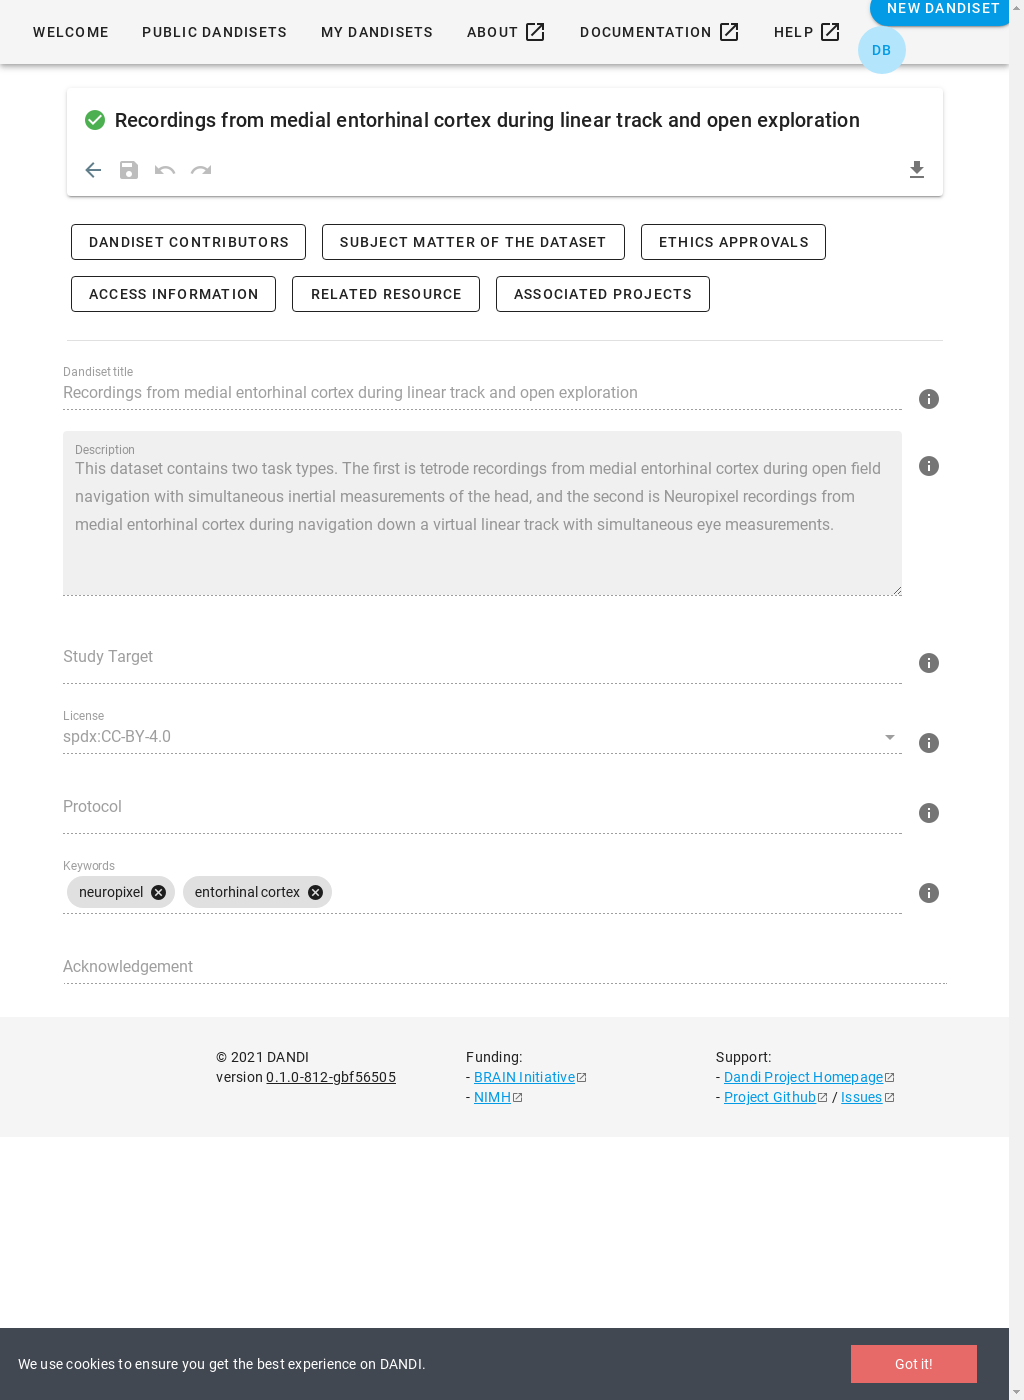 NEW DANDISET
WELCOME PUBLIC DANDISETS MY DANDISETS ABOUT DOCUMENTATION HELP
DB
Recordings from medial entorhinal cortex during linear track and open exploration
DANDISET CONTRIBUTORS SUBJECT MATTER OF THE DATASET ETHICS APPROVALS
ACCESS INFORMATION RELATED RESOURCE ASSOCIATED PROJECTS
Dandiset title
Recordings from medial entorhinal cortex during linear track and open exploration
Description
This dataset contains two task types. The first is tetrode recordings from medial entorhinal cortex during open field
navigation with simultaneous inertial measurements of the head, and the second is Neuropixel recordings from
medial entorhinal cortex during navigation down a virtual linear track with simultaneous eye measurements.
Study Target
License
spdx:CC-BY-4.0
Protocol
Keywords
neuropixel entorhinal cortex
Acknowledgement
© 2021 DANDI
version 0.1.0-812-gbf56505
Funding:
- BRAIN Initiative
- NIMH
Support:
- Dandi Project Homepage
- Project Github / Issues
We use cookies to ensure you get the best experience on DANDI.
Got it!